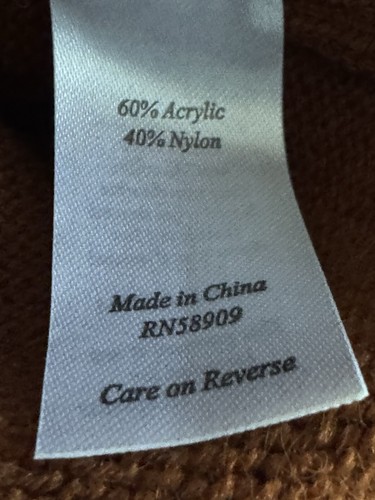 60% Acrylic
40% Nylon
Made in China
RN58909
Care on Reverse